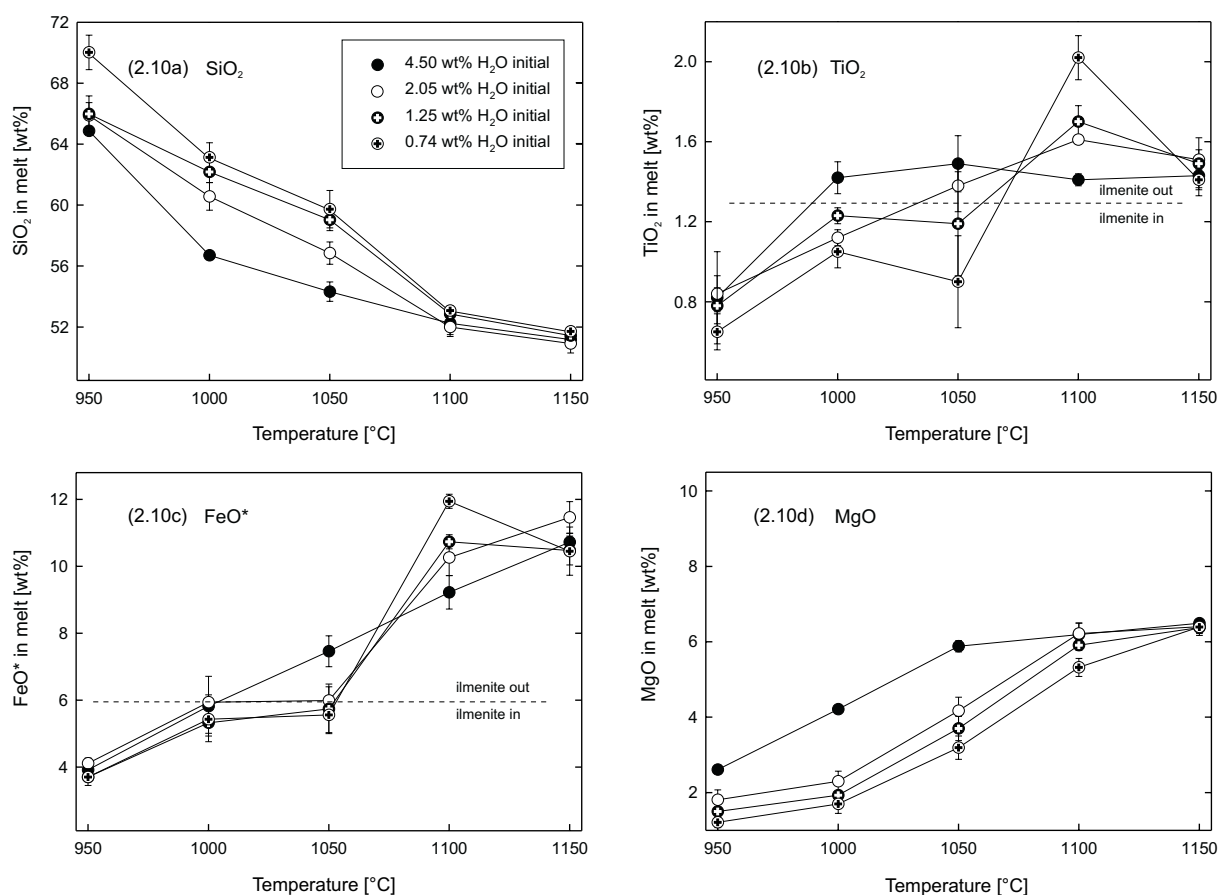 (2.10a) SiO₂
SiO₂ in melt [wt%]
72
68
64
60
56
52
4.50 wt% H₂O initial
2.05 wt% H₂O initial
1.25 wt% H₂O initial
0.74 wt% H₂O initial
950 1000 1050 1100 1150
Temperature [°C]
(2.10b) TiO₂
TiO₂ in melt [wt%]
2.0
1.6
1.2
0.8
ilmenite out
ilmenite in
950 1000 1050 1100 1150
Temperature [°C]
(2.10c) FeO*
FeO* in melt [wt%]
12
10
8
6
4
ilmenite out
ilmenite in
950 1000 1050 1100 1150
Temperature [°C]
(2.10d) MgO
MgO in melt [wt%]
10
8
6
4
2
950 1000 1050 1100 1150
Temperature [°C]